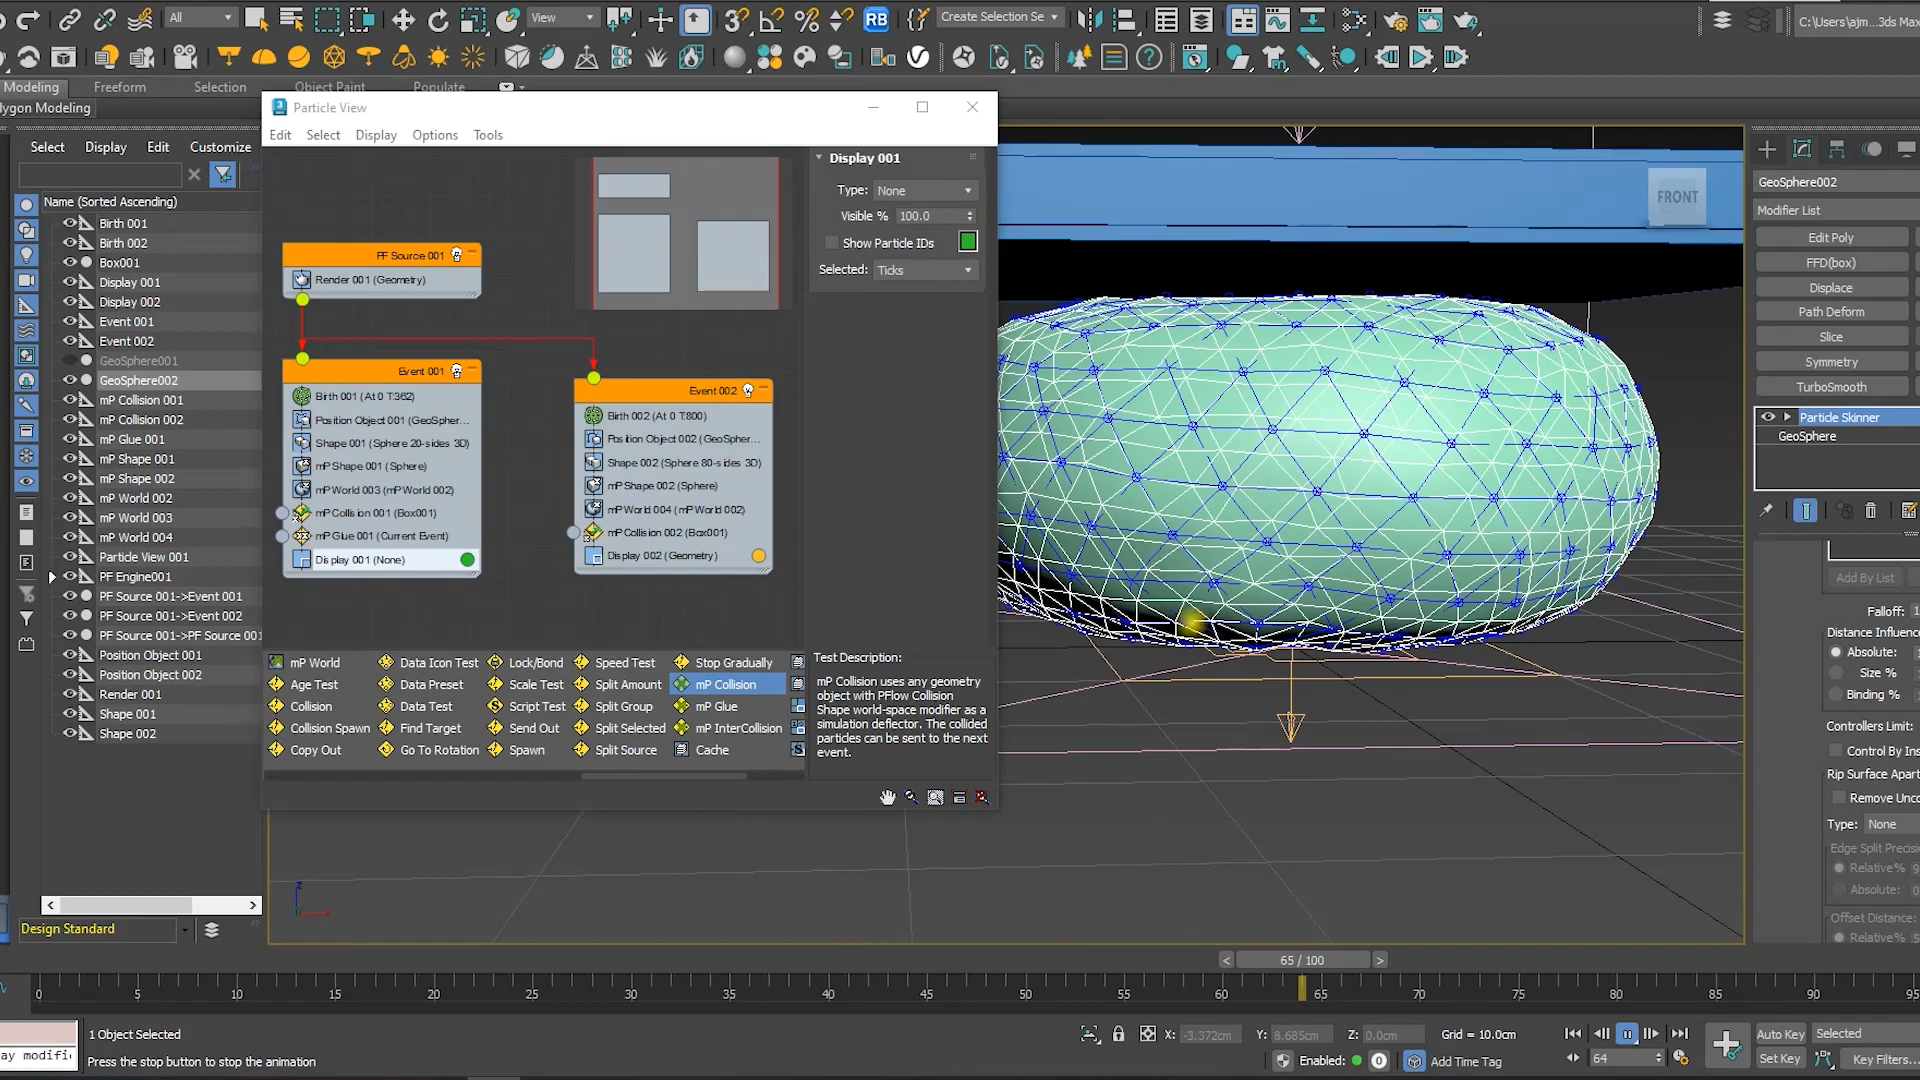 All
View
RB
Create Selection Se
C:\Users\ajm...3ds Max
Modeling
Freeform
Selection
Object Paint
Populate
lygon Modeling
Particle View
Edit
Select
Display
Options
Tools
Select
Display
Edit
Customize
Name (Sorted Ascending)
Birth 001
Birth 002
Box001
Display 001
Display 002
Event 001
Event 002
GeoSphere001
GeoSphere002
mP Collision 001
mP Collision 002
mP Glue 001
mP Shape 001
mP Shape 002
mP World 002
mP World 003
mP World 004
Particle View 001
PF Engine001
PF Source 001->Event 001
PF Source 001->Event 002
PF Source 001->PF Source 001
Position Object 001
Position Object 002
Render 001
Shape 001
Shape 002
Design Standard
PF Source 001
Render 001 (Geometry)
Event 001
Birth 001 (At 0 T:362)
Position Object 001 (GeoSpher...
Shape 001 (Sphere 20-sides 3D)
mP Shape 001 (Sphere)
mP World 003 (mP World 002)
mP Collision 001 (Box001)
mP Glue 001 (Current Event)
Display 001 (None)
Event 002
Birth 002 (At 0 T:800)
Position Object 002 (GeoSpher...
Shape 002 (Sphere 80-sides 3D)
mP Shape 002 (Sphere)
mP World 004 (mP World 002)
mP Collision 002 (Box001)
Display 002 (Geometry)
Display 001
Type: None
Visible % 100.0
Show Particle IDs
Selected: Ticks
mP World
Data Icon Test
Lock/Bond
Speed Test
Stop Gradually
Age Test
Data Preset
Scale Test
Split Amount
mP Collision
Collision
Data Test
Script Test
Split Group
mP Glue
Collision Spawn
Find Target
Send Out
Split Selected
mP InterCollision
Copy Out
Go To Rotation
Spawn
Split Source
Cache
Test Description:
mP Collision uses any geometry
object with PFlow Collision
Shape world-space modifier as a
simulation deflector. The collided
particles can be sent to the next
event.
FRONT
GeoSphere002
Modifier List
Edit Poly
FFD(box)
Displace
Path Deform
Slice
Symmetry
TurboSmooth
Particle Skinner
GeoSphere
Add By List
Falloff: 1
Distance Influence
Absolute: 1
Size %
Binding %
Controllers Limit:
Control By Ins
Rip Surface Apart
Remove Unco
Type: None
Edge Split Precisi
Relative% 9
Absolute: 0
Offset Distance:
Relative% 5
65 / 100
0 5 10 15 20 25 30 35 40 45 50 55 60 65 70 75 80 85 90 95
1 Object Selected
Press the stop button to stop the animation
ay modifi
X: -3.372cm
Y: 8.685cm
Z: 0.0cm
Grid = 10.0cm
Enabled:
Add Time Tag
64
Auto Key
Selected
Set Key
Key Filters...